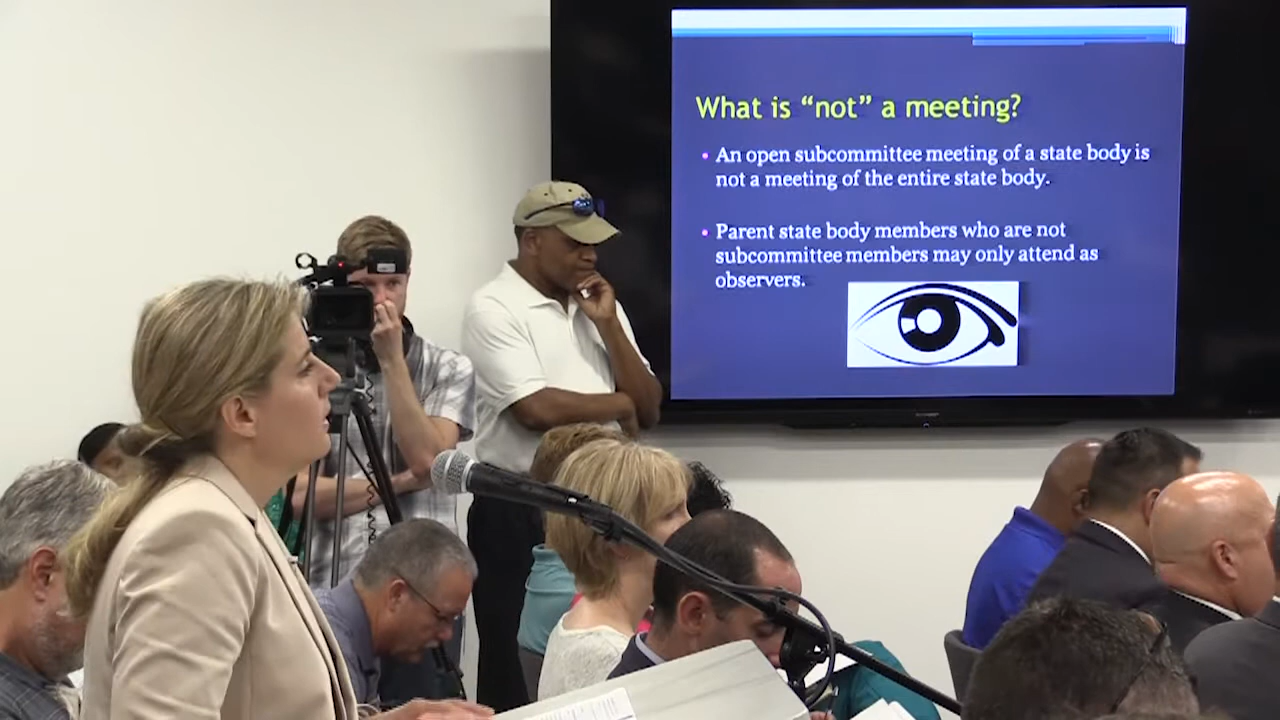 What is “not” a meeting?
• An open subcommittee meeting of a state body is
not a meeting of the entire state body.
• Parent state body members who are not
subcommittee members may only attend as
observers.